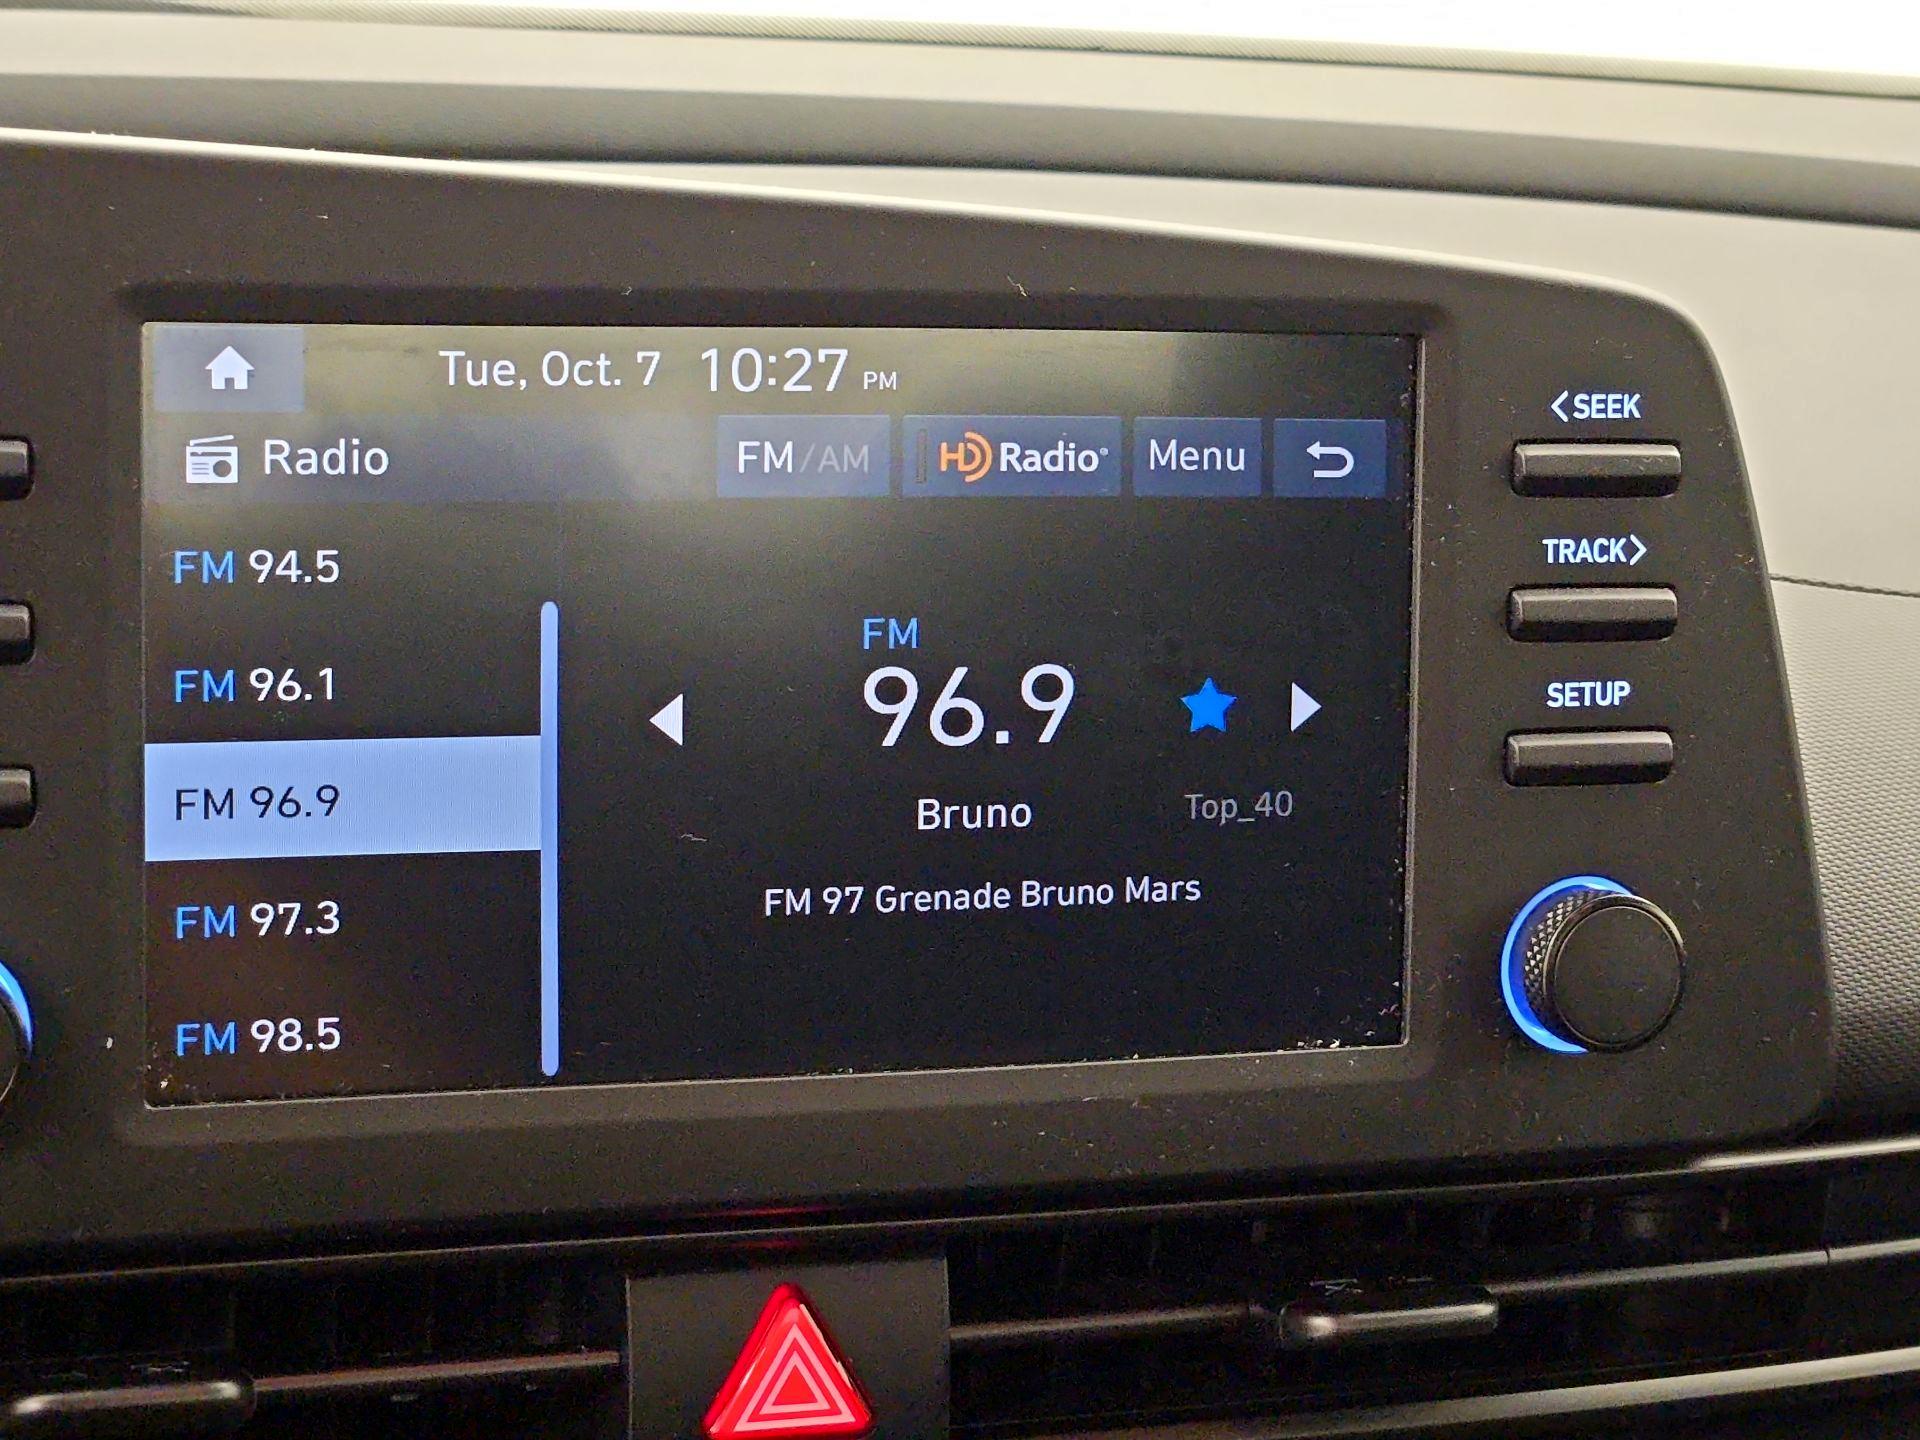 Tue, Oct. 7 10:27 PM
Radio FM/AM HD Radio® Menu
FM 94.5
FM 96.1
FM 96.9
FM 97.3
FM 98.5
FM
96.9
Bruno Top_40
FM 97 Grenade Bruno Mars
<SEEK
TRACK>
SETUP